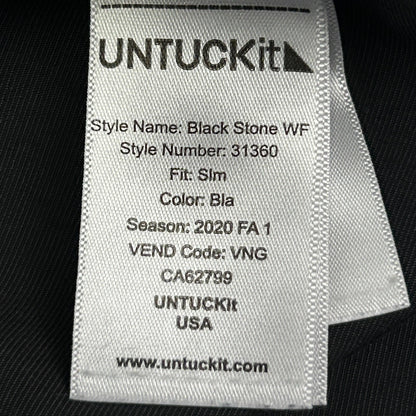 UNTUCKit
Style Name: Black Stone WF
Style Number: 31360
Fit: Slm
Color: Bla
Season: 2020 FA 1
VEND Code: VNG
CA62799
UNTUCKit
USA
www.untuckit.com